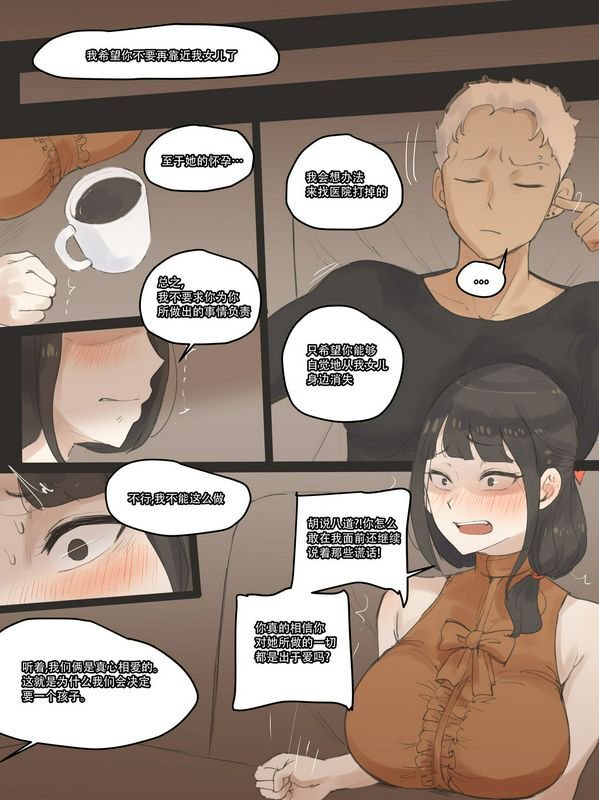 我希望你不要再靠近我女儿了
至于她的怀孕…
我会想办法
来找医院打掉的
…
总之,
我不要求你为你
所做出的事情负责
只希望你能够
自觉地从我女儿
身边消失
不行,我不能这么做
胡说八道?!你怎么
敢在我面前还继续
说着那些谎话!
你真的相信你
对她所做的一切
都是出于爱吗?
听着,我们俩是真心相爱的.
这就是为什么我们会决定
要一个孩子.